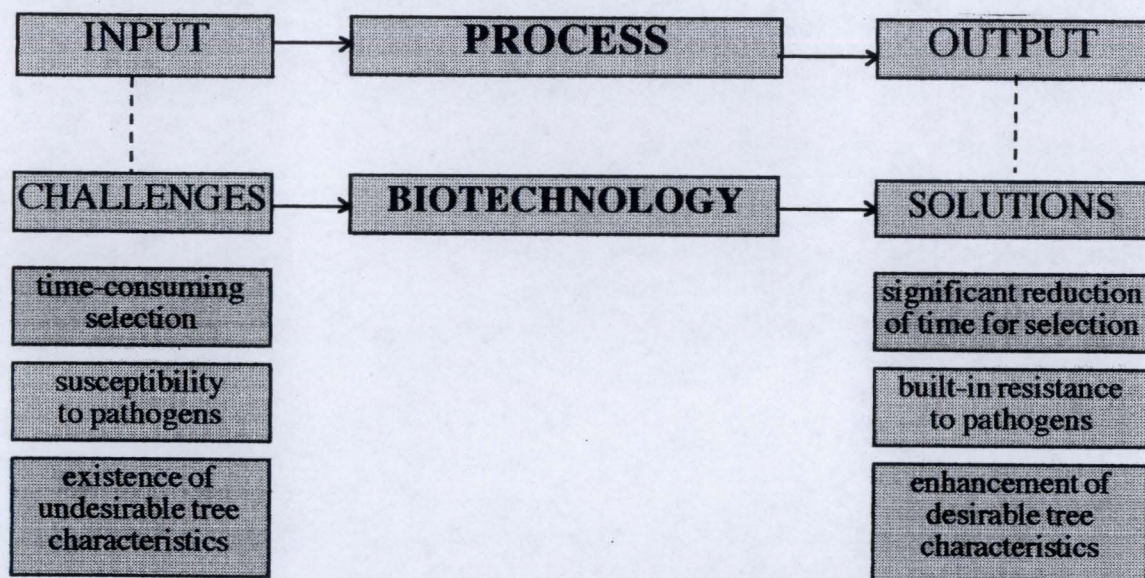 INPUT
PROCESS
OUTPUT
CHALLENGES
BIOTECHNOLOGY
SOLUTIONS
time-consuming
selection
significant reduction
of time for selection
susceptibility
to pathogens
built-in resistance
to pathogens
existence of
undesirable tree
characteristics
enhancement of
desirable tree
characteristics